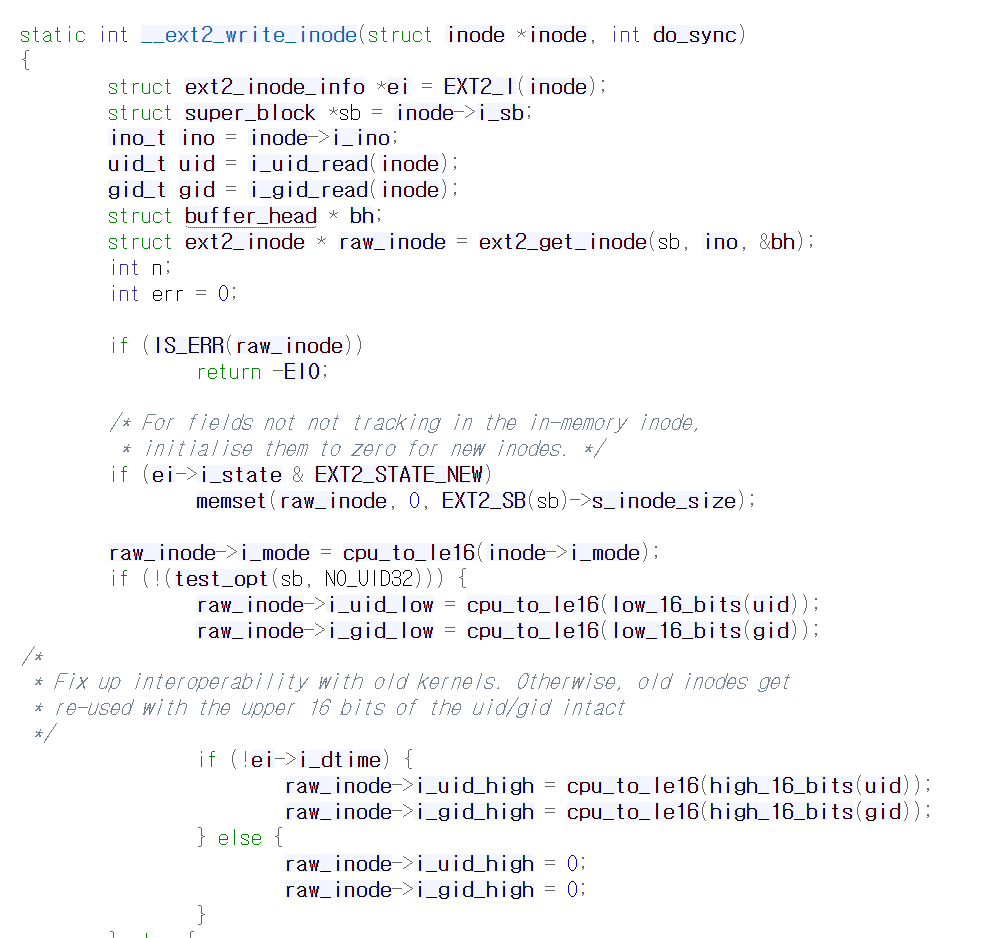 static int __ext2_write_inode(struct inode *inode, int do_sync)
{
struct ext2_inode_info *ei = EXT2_I(inode);
struct super_block *sb = inode->i_sb;
ino_t ino = inode->i_ino;
uid_t uid = i_uid_read(inode);
gid_t gid = i_gid_read(inode);
struct buffer_head * bh;
struct ext2_inode * raw_inode = ext2_get_inode(sb, ino, &bh);
int n;
int err = 0;
if (IS_ERR(raw_inode))
return -EIO;
/* For fields not not tracking in the in-memory inode,
* initialise them to zero for new inodes. */
if (ei->i_state & EXT2_STATE_NEW)
memset(raw_inode, 0, EXT2_SB(sb)->s_inode_size);
raw_inode->i_mode = cpu_to_le16(inode->i_mode);
if (!(test_opt(sb, NO_UID32))) {
raw_inode->i_uid_low = cpu_to_le16(low_16_bits(uid));
raw_inode->i_gid_low = cpu_to_le16(low_16_bits(gid));
/*
* Fix up interoperability with old kernels. Otherwise, old inodes get
* re-used with the upper 16 bits of the uid/gid intact
*/
if (!ei->i_dtime) {
raw_inode->i_uid_high = cpu_to_le16(high_16_bits(uid));
raw_inode->i_gid_high = cpu_to_le16(high_16_bits(gid));
} else {
raw_inode->i_uid_high = 0;
raw_inode->i_gid_high = 0;
}